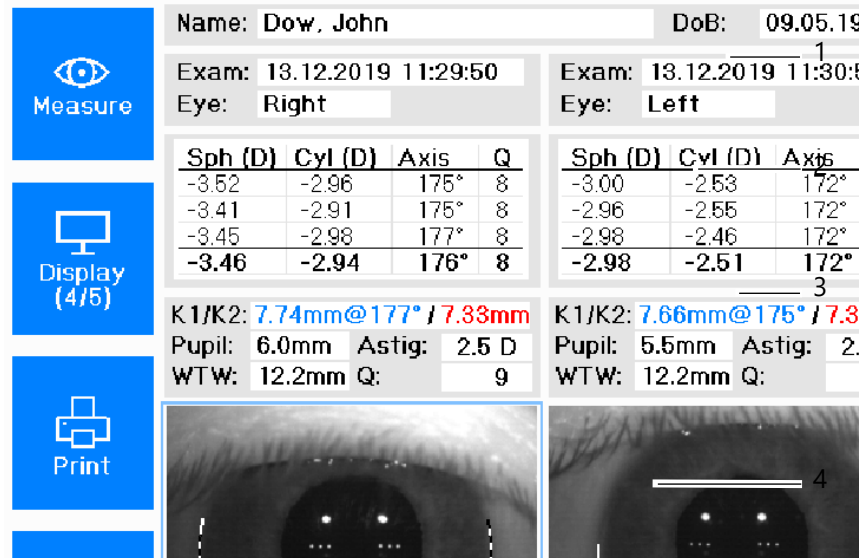 Name: Dow, John DoB: 09.05.19
1
Measure
Exam: 13.12.2019 11:29:50
Eye: Right
Exam: 13.12.2019 11:30:
Eye: Left
Sph (D) Cyl (D) Axis Q
-3.52 -2.96 175° 8
-3.41 -2.91 175° 8
-3.45 -2.98 177° 8
-3.46 -2.94 176° 8
Sph (D) Cyl (D) Axis
2
-3.00 -2.53 172°
-2.96 -2.55 172°
-2.98 -2.46 172°
-2.98 -2.51 172°
3
Display
(4/5)
K1/K2: 7.74mm@177° / 7.33mm
Pupil: 6.0mm Astig: 2.5 D
WTW: 12.2mm Q: 9
K1/K2: 7.66mm@175° / 7.3
Pupil: 5.5mm Astig: 2.
WTW: 12.2mm Q:
Print
4